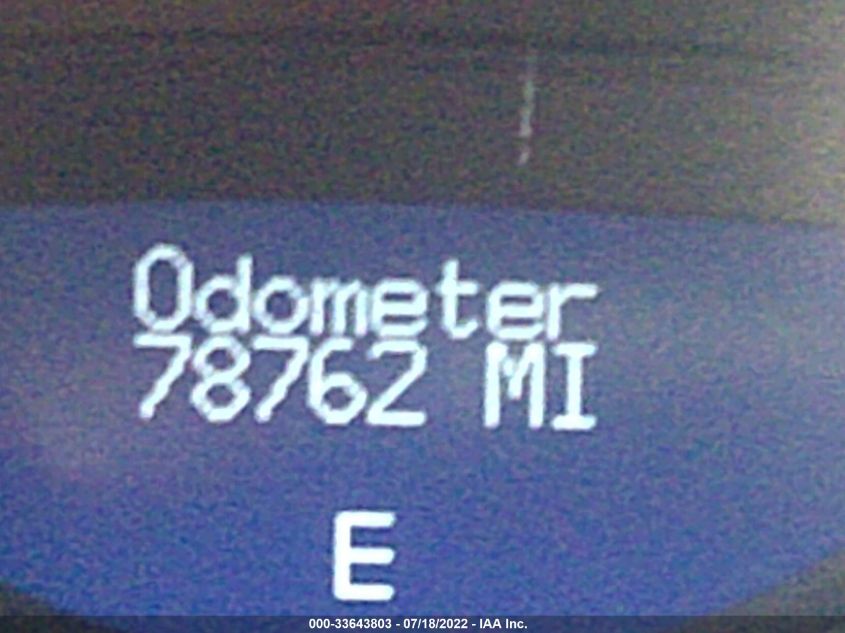 Odometer
78762 MI
E
000-33643803 - 07/18/2022 - IAA Inc.